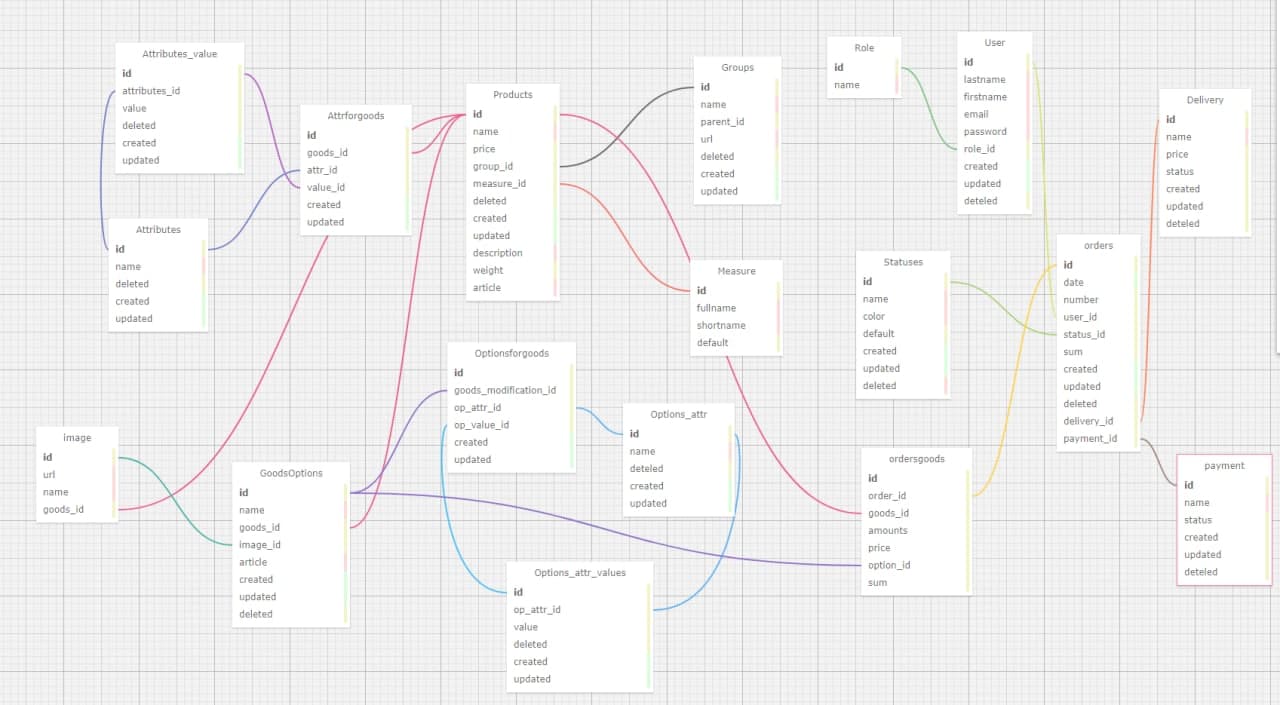 Attributes_value
id
attributes_id
value
deleted
created
updated
Attributes
id
name
deleted
created
updated
Attrforgoods
id
goods_id
attr_id
value_id
created
updated
Products
id
name
price
group_id
measure_id
deleted
created
updated
description
weight
article
Groups
id
name
parent_id
url
deleted
created
updated
Measure
id
fullname
shortname
default
Role
id
name
User
id
lastname
firstname
email
password
role_id
created
updated
deteled
Delivery
id
name
price
status
created
updated
deteled
Statuses
id
name
color
default
created
updated
deleted
orders
id
date
number
user_id
status_id
sum
created
updated
deleted
delivery_id
payment_id
image
id
url
name
goods_id
GoodsOptions
id
name
goods_id
image_id
article
created
updated
deleted
Optionsforgoods
id
goods_modification_id
op_attr_id
op_value_id
created
updated
Options_attr
id
name
deteled
created
updated
Options_attr_values
id
op_attr_id
value
deleted
created
updated
ordersgoods
id
order_id
goods_id
amounts
price
option_id
sum
payment
id
name
status
created
updated
deteled